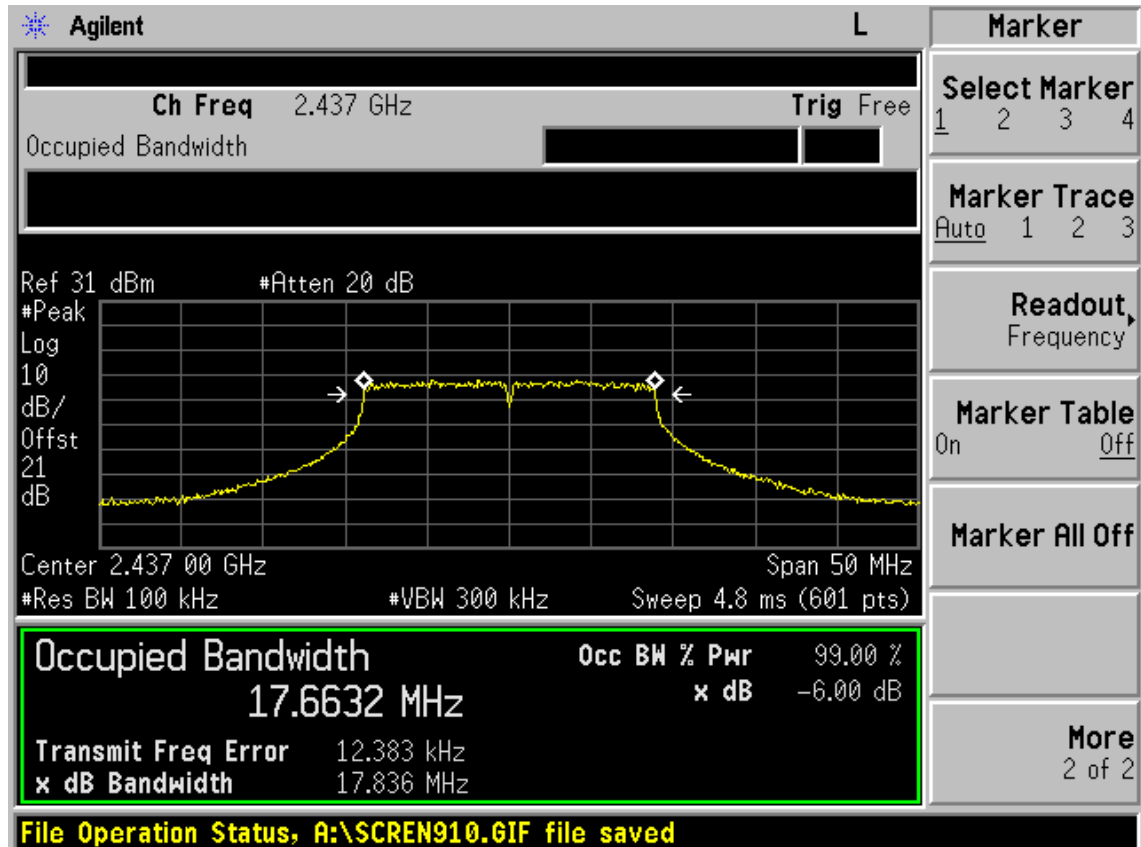 Agilent L
Ch Freq 2.437 GHz Trig Free
Occupied Bandwidth
Ref 31 dBm #Atten 20 dB
#Peak
Log
10
dB/
Offst
21
dB
Center 2.437 00 GHz Span 50 MHz
#Res BW 100 kHz #VBW 300 kHz Sweep 4.8 ms (601 pts)
Occupied Bandwidth
17.6632 MHz
Occ BW % Pwr 99.00 %
x dB -6.00 dB
Transmit Freq Error 12.383 kHz
x dB Bandwidth 17.836 MHz
File Operation Status, A:\SCREN910.GIF file saved
Marker
Select Marker
1 2 3 4
Marker Trace
Auto 1 2 3
Readout
Frequency
Marker Table
On Off
Marker All Off
More
2 of 2